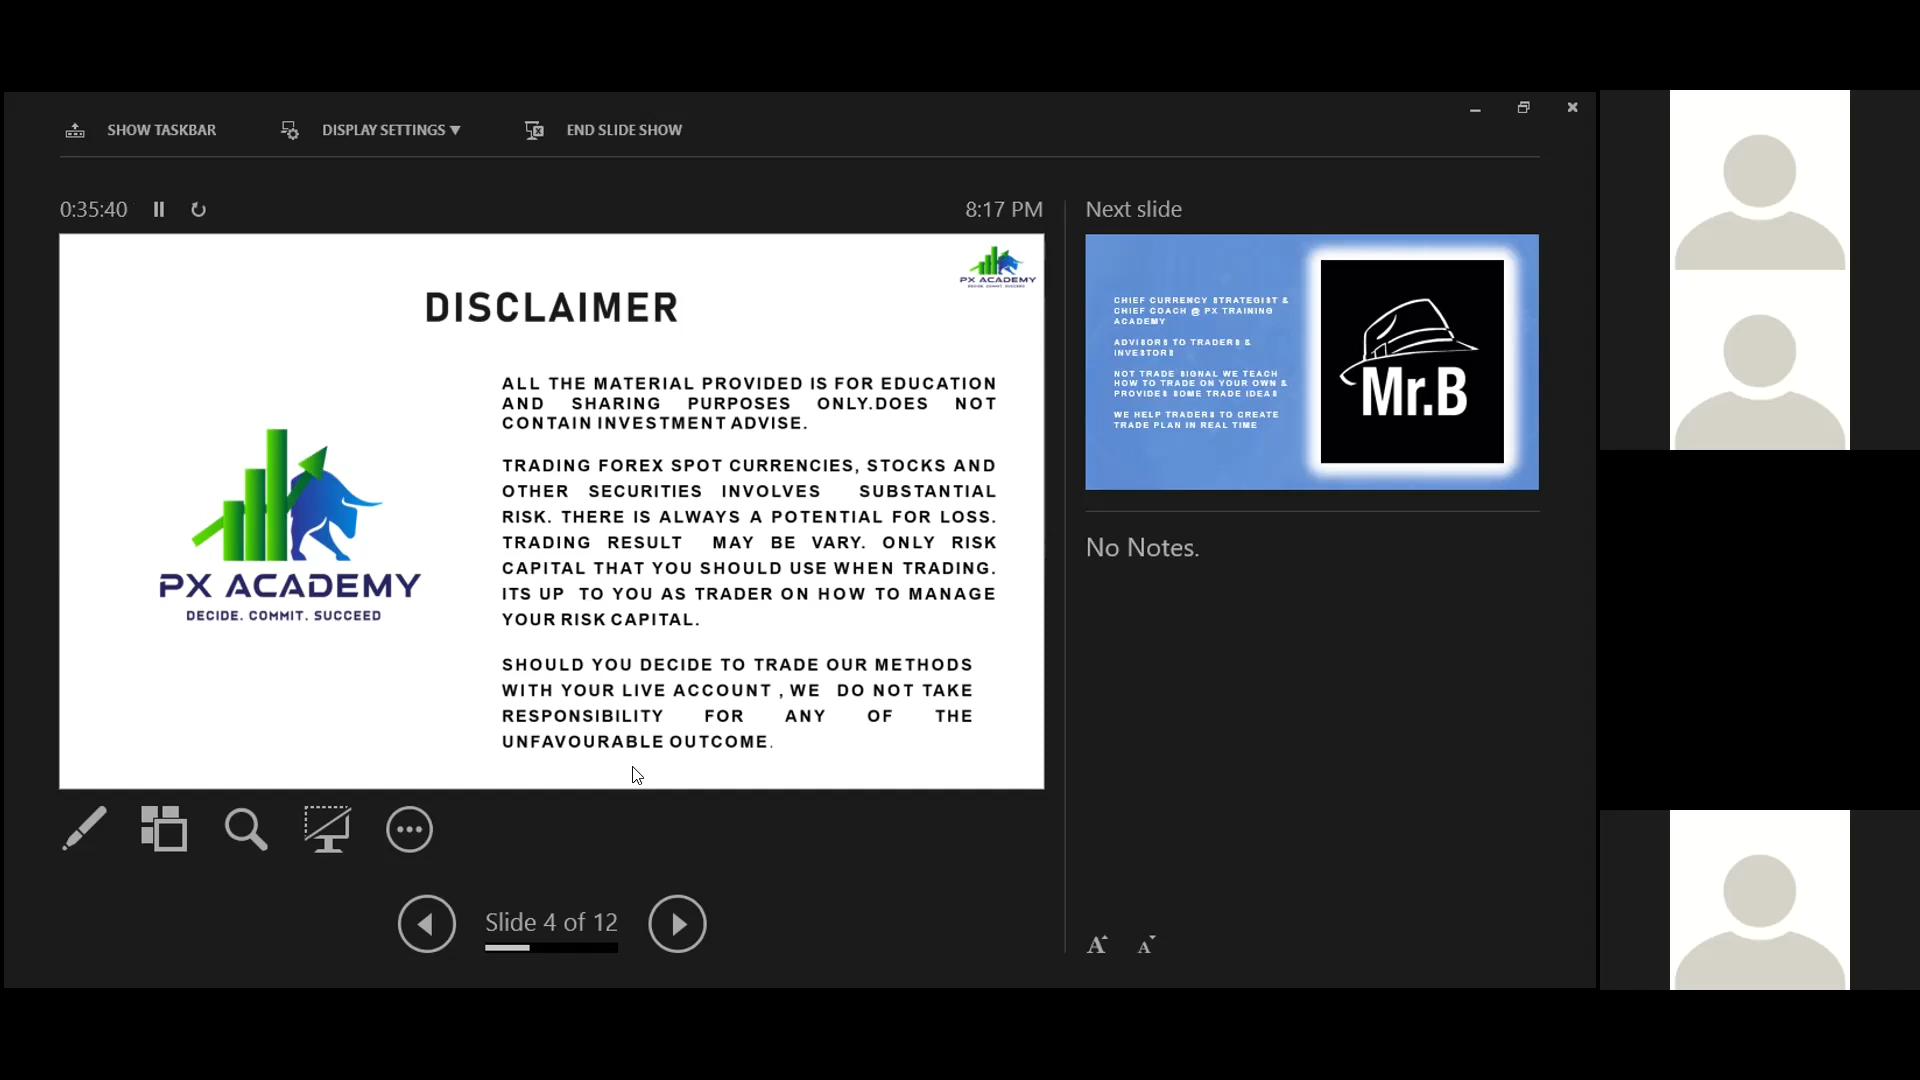 SHOW TASKBAR
DISPLAY SETTINGS
END SLIDE SHOW
0:35:40
8:17 PM
Next slide
PX ACADEMY
DECIDE. COMMIT. SUCCEED
DISCLAIMER
ALL THE MATERIAL PROVIDED IS FOR EDUCATION
AND SHARING PURPOSES ONLY.DOES NOT
CONTAIN INVESTMENT ADVISE.
TRADING FOREX SPOT CURRENCIES, STOCKS AND
OTHER SECURITIES INVOLVES SUBSTANTIAL
RISK. THERE IS ALWAYS A POTENTIAL FOR LOSS.
TRADING RESULT MAY BE VARY. ONLY RISK
CAPITAL THAT YOU SHOULD USE WHEN TRADING.
ITS UP TO YOU AS TRADER ON HOW TO MANAGE
YOUR RISK CAPITAL.
SHOULD YOU DECIDE TO TRADE OUR METHODS
WITH YOUR LIVE ACCOUNT , WE DO NOT TAKE
RESPONSIBILITY FOR ANY OF THE
UNFAVOURABLE OUTCOME.
PX ACADEMY
DECIDE. COMMIT. SUCCEED
CHIEF CURRENCY STRATEGIST &
CHIEF COACH @ PX TRAINING
ACADEMY
ADVISORS TO TRADERS &
INVESTORS
NOT TRADE SIGNAL WE TEACH
HOW TO TRADE ON YOUR OWN &
PROVIDES SOME TRADE IDEAS
WE HELP TRADERS TO CREATE
TRADE PLAN IN REAL TIME
Mr.B
No Notes.
Slide 4 of 12
A
A